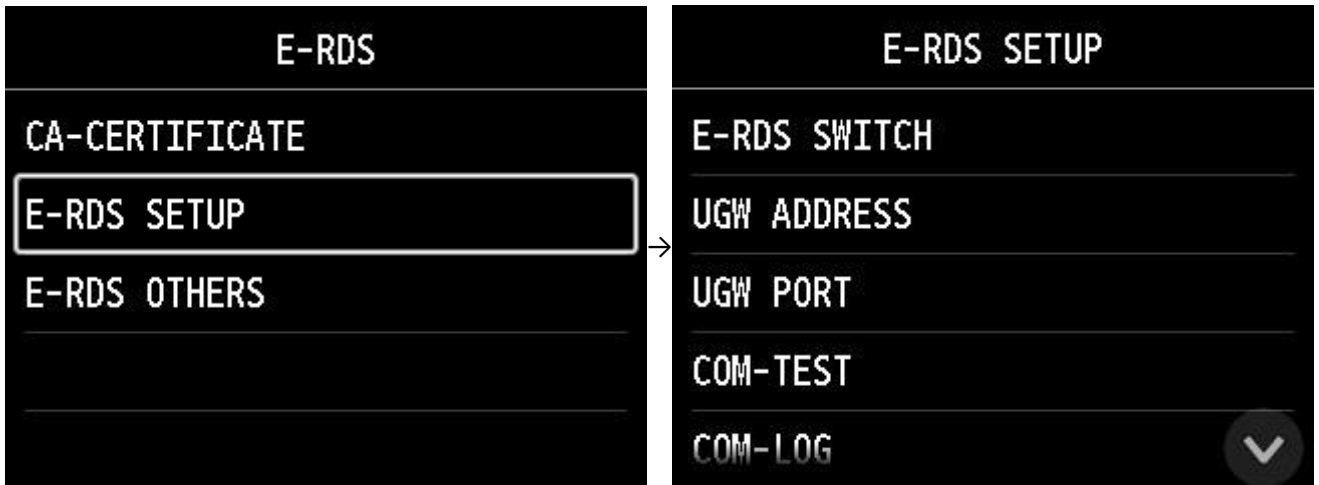 E-RDS
CA-CERTIFICATE
E-RDS SETUP
E-RDS OTHERS
→
E-RDS SETUP
E-RDS SWITCH
UGW ADDRESS
UGW PORT
COM-TEST
COM-LOG